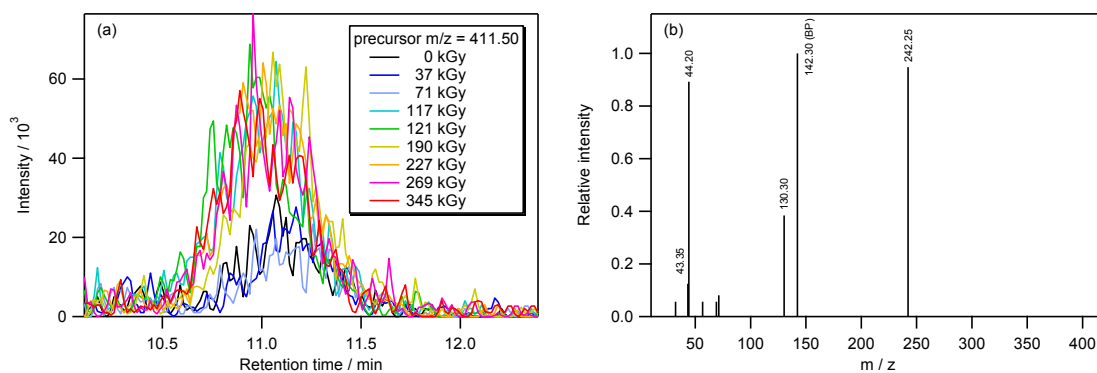 (a)
precursor m/z = 411.50
0 kGy
37 kGy
71 kGy
117 kGy
121 kGy
190 kGy
227 kGy
269 kGy
345 kGy
Intensity / 10³
60
40
20
0
10.5
11.0
11.5
12.0
Retention time / min
(b)
Relative intensity
1.0
0.8
0.6
0.4
0.2
0.0
43.35
44.20
130.30
142.30 (BP)
242.25
50
100
150
200
250
300
350
400
m / z